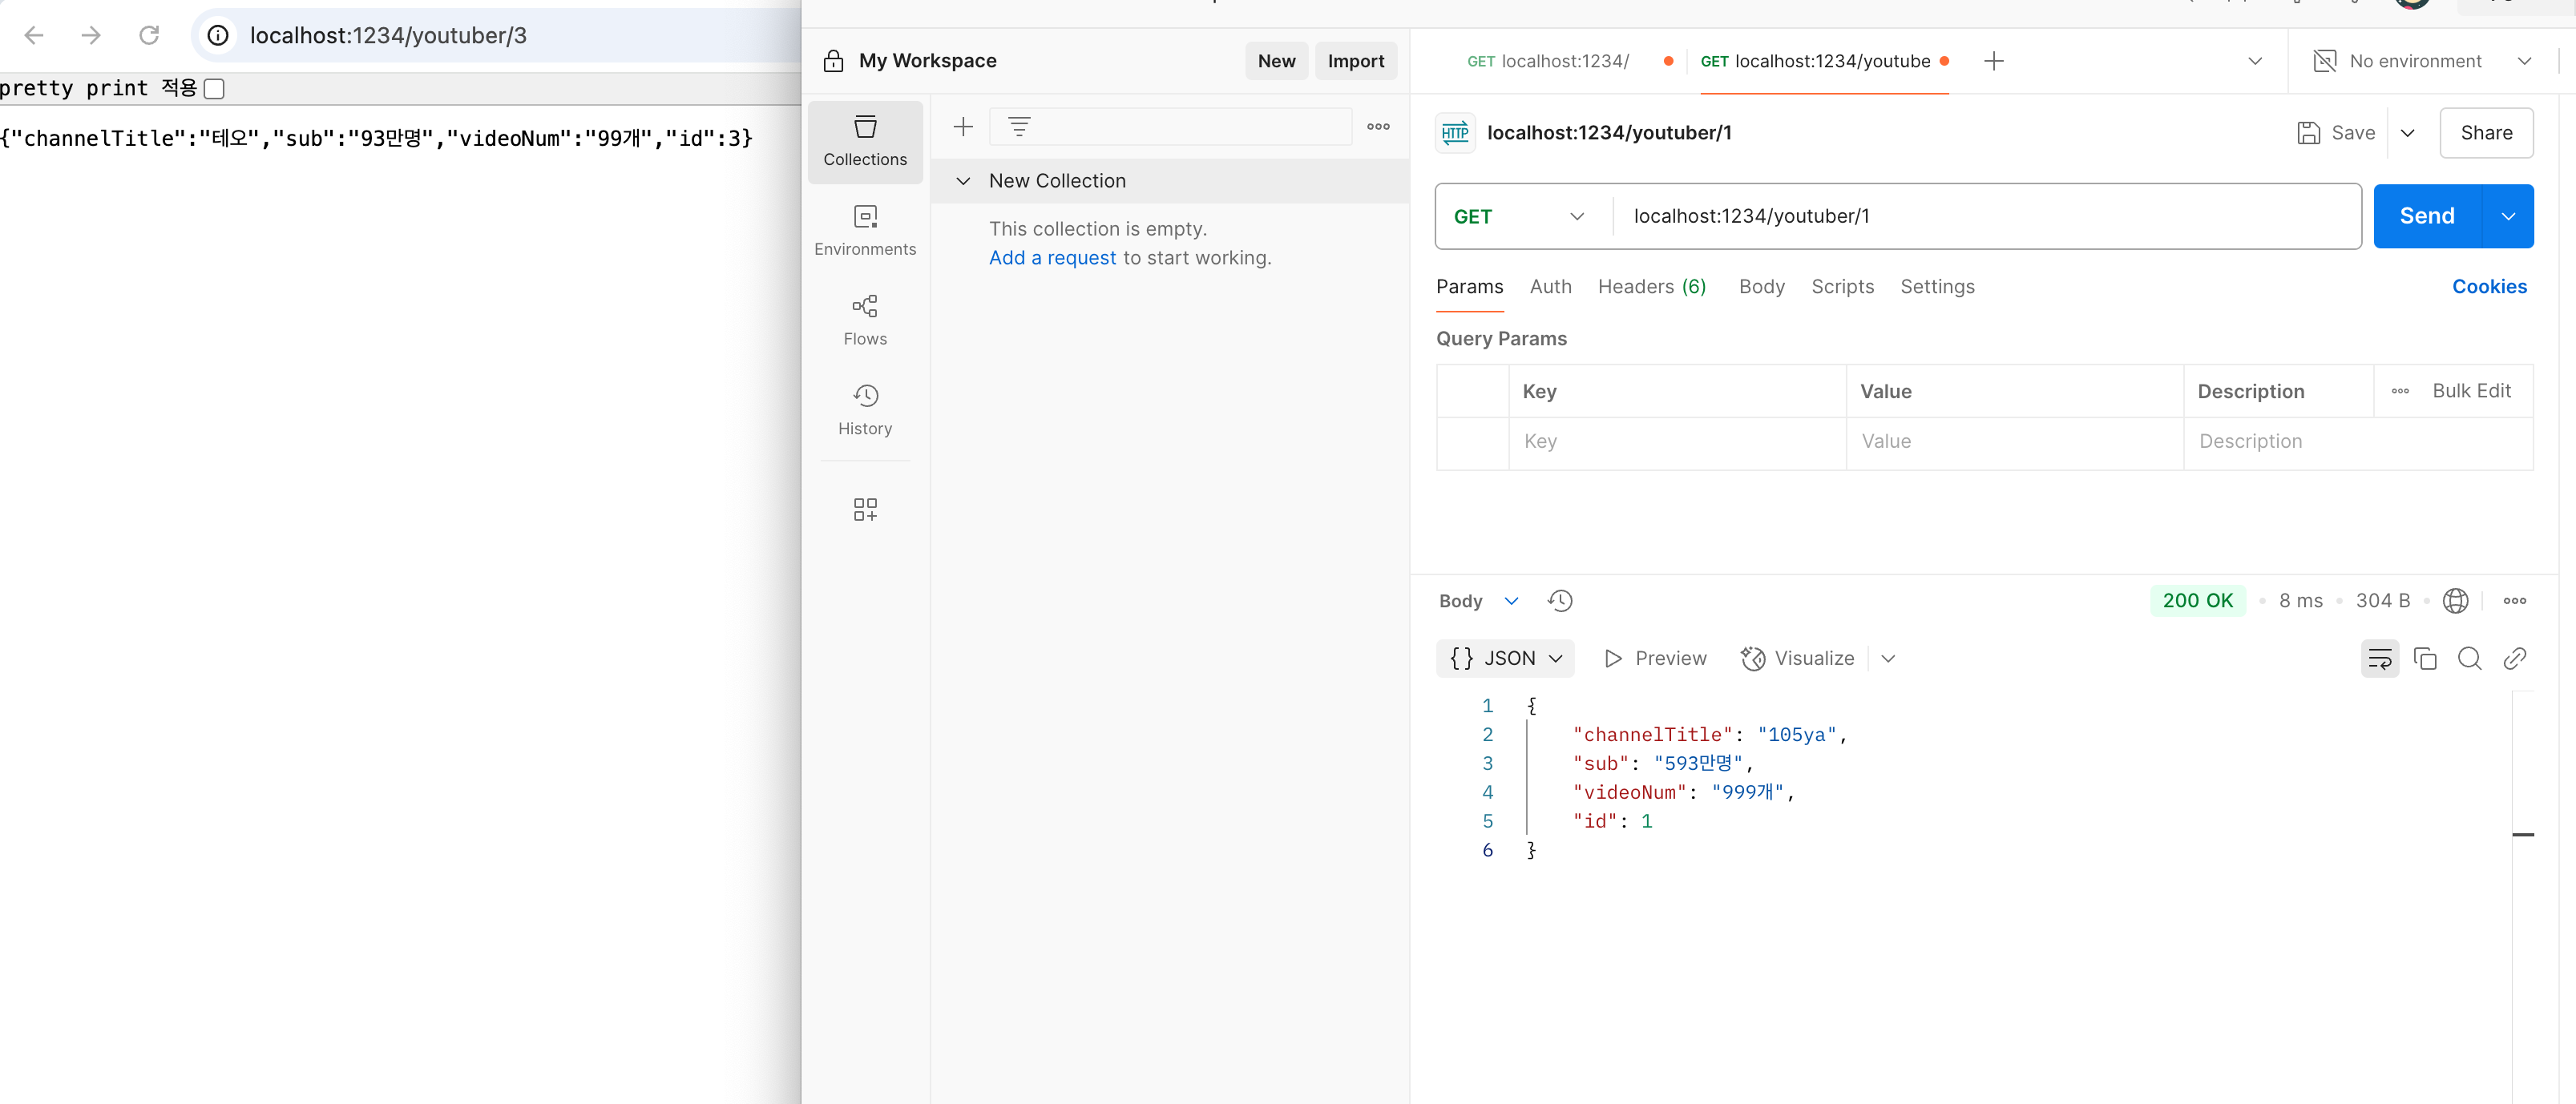 localhost:1234/youtuber/3
pretty print 적용
{"channelTitle":"테오","sub":"93만명","videoNum":"99개","id":3}
My Workspace
New
Import
Collections
Environments
Flows
History
New Collection
This collection is empty.
Add a request to start working.
GET localhost:1234/
GET localhost:1234/youtube
No environment
HTTP
localhost:1234/youtuber/1
Save
Share
GET
localhost:1234/youtuber/1
Send
Params
Auth
Headers (6)
Body
Scripts
Settings
Cookies
Query Params
Key
Value
Description
Bulk Edit
Key
Value
Description
Body
200 OK
8 ms
304 B
{} JSON
Preview
Visualize
1 {
2 "channelTitle": "105ya",
3 "sub": "593만명",
4 "videoNum": "999개",
5 "id": 1
6 }